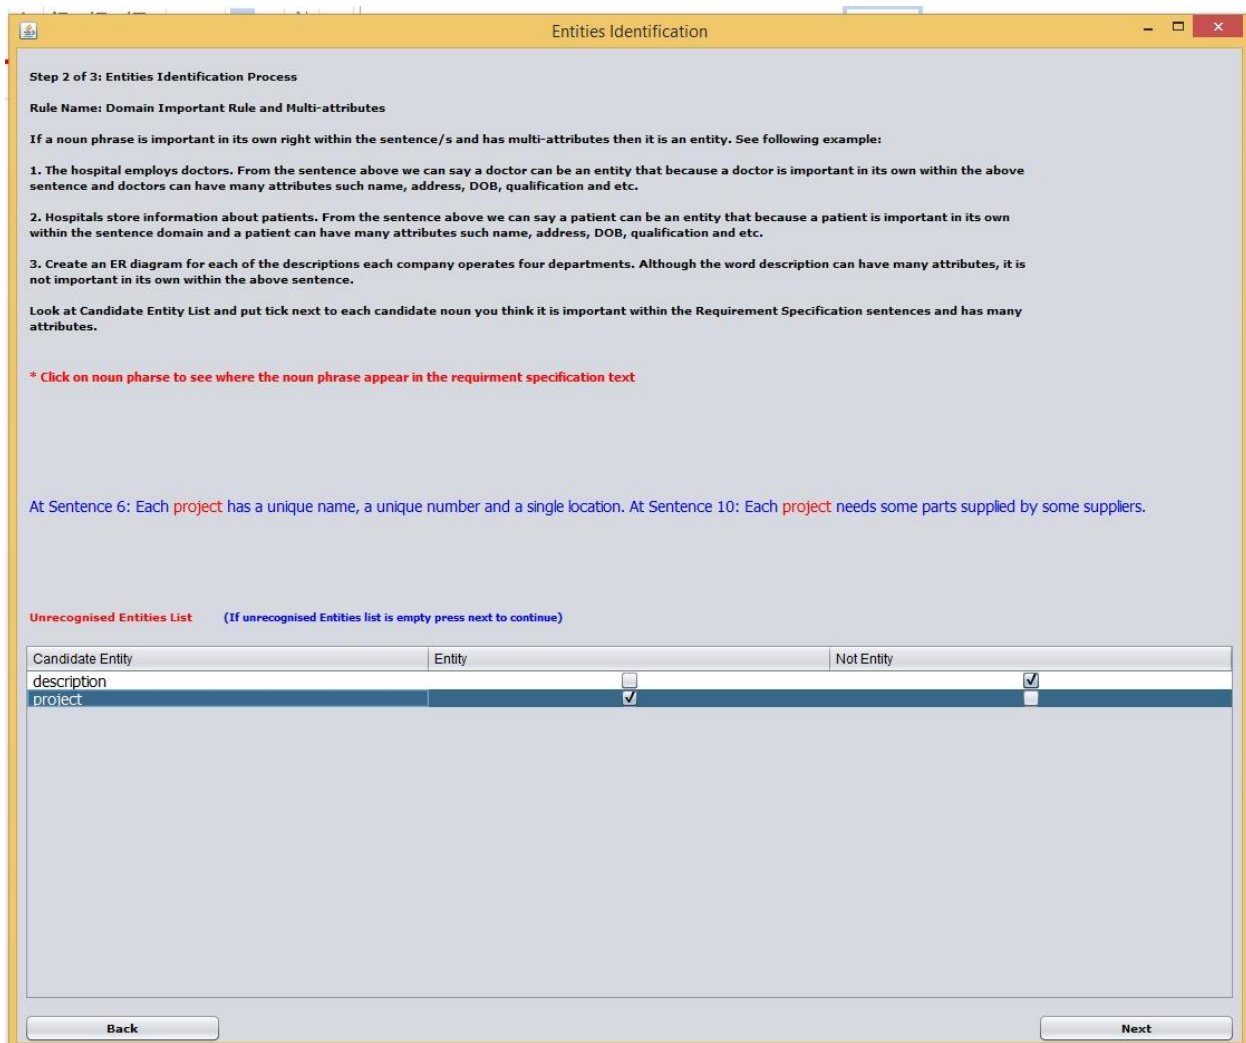 Entities Identification
Step 2 of 3: Entities Identification Process
Rule Name: Domain Important Rule and Multi-attributes
If a noun phrase is important in its own right within the sentence/s and has multi-attributes then it is an entity. See following example:
1. The hospital employs doctors. From the sentence above we can say a doctor can be an entity that because a doctor is important in its own within the above
sentence and doctors can have many attributes such name, address, DOB, qualification and etc.
2. Hospitals store information about patients. From the sentence above we can say a patient can be an entity that because a patient is important in its own
within the sentence domain and a patient can have many attributes such name, address, DOB, qualification and etc.
3. Create an ER diagram for each of the descriptions each company operates four departments. Although the word description can have many attributes, it is
not important in its own within the above sentence.
Look at Candidate Entity List and put tick next to each candidate noun you think it is important within the Requirement Specification sentences and has many
attributes.
* Click on noun pharse to see where the noun phrase appear in the requirment specification text
At Sentence 6: Each project has a unique name, a unique number and a single location. At Sentence 10: Each project needs some parts supplied by some suppliers.
Unrecognised Entities List (If unrecognised Entities list is empty press next to continue)
Candidate Entity Entity Not Entity
description
project
Back Next